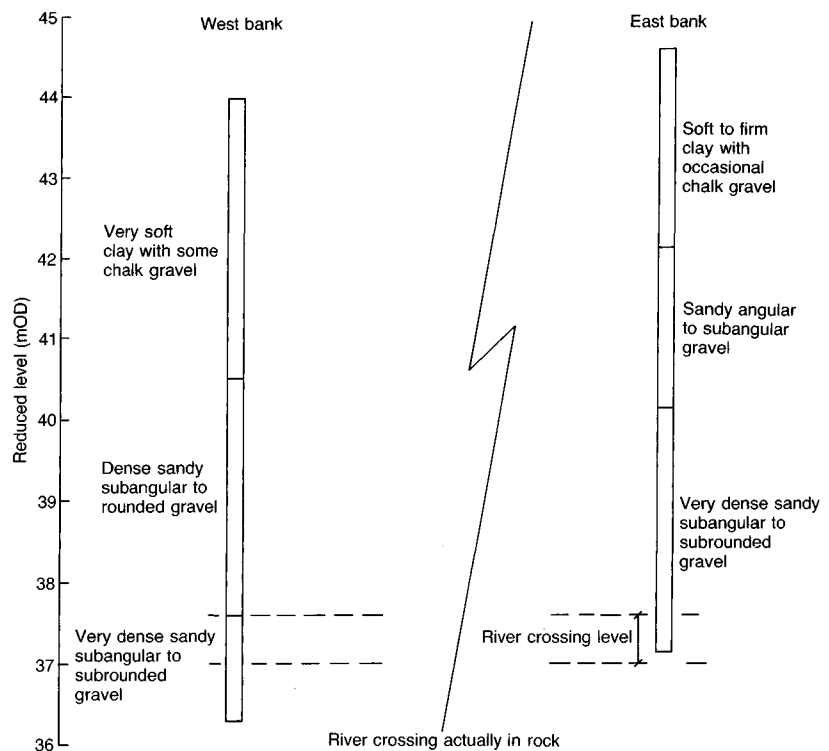 45
44
43
42
41
40
39
38
37
36
Reduced level (mOD)
West bank
Very soft
clay with some
chalk gravel
Dense sandy
subangular to
rounded gravel
Very dense sandy
subangular to
subrounded
gravel
East bank
Soft to firm
clay with
occasional
chalk gravel
Sandy angular
to subangular
gravel
Very dense sandy
subangular to
subrounded
gravel
River crossing level
River crossing actually in rock